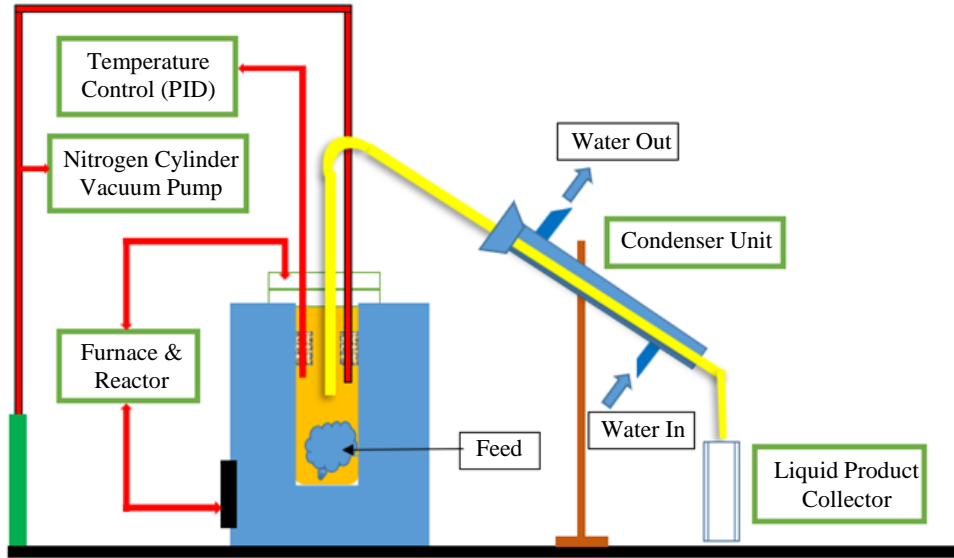 Temperature
Control (PID)
Nitrogen Cylinder
Vacuum Pump
Water Out
Condenser Unit
Furnace &
Reactor
Feed
Water In
Liquid Product
Collector